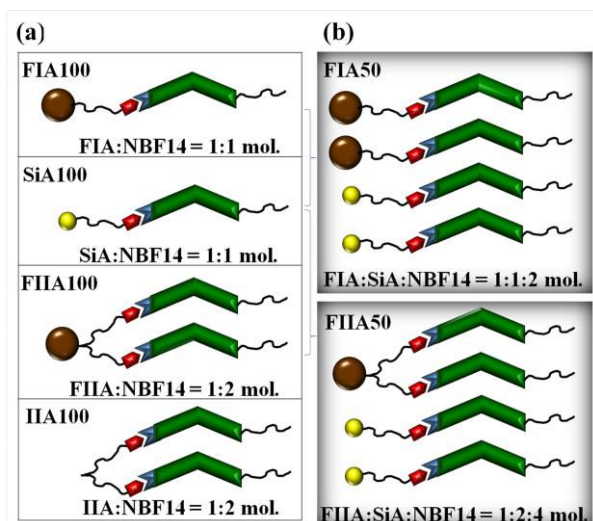 (a)
FIA100
FIA:NBF14 = 1:1 mol.
SiA100
SiA:NBF14 = 1:1 mol.
FIIA100
FIIA:NBF14 = 1:2 mol.
IIA100
IIA:NBF14 = 1:2 mol.
(b)
FIA50
FIA:SiA:NBF14 = 1:1:2 mol.
FIIA50
FIIA:SiA:NBF14 = 1:2:4 mol.